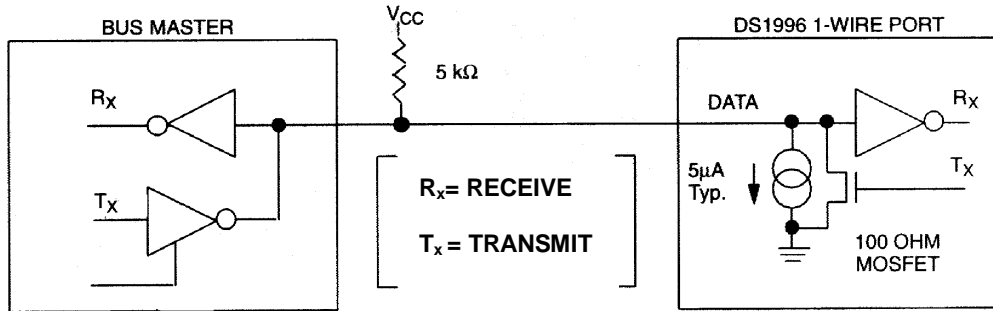 BUS MASTER
VCC
DS1996 1-WIRE PORT
5 kΩ
RX
DATA
RX
TX
5µA
Typ.
TX
Rx= RECEIVE
Tx = TRANSMIT
100 OHM
MOSFET